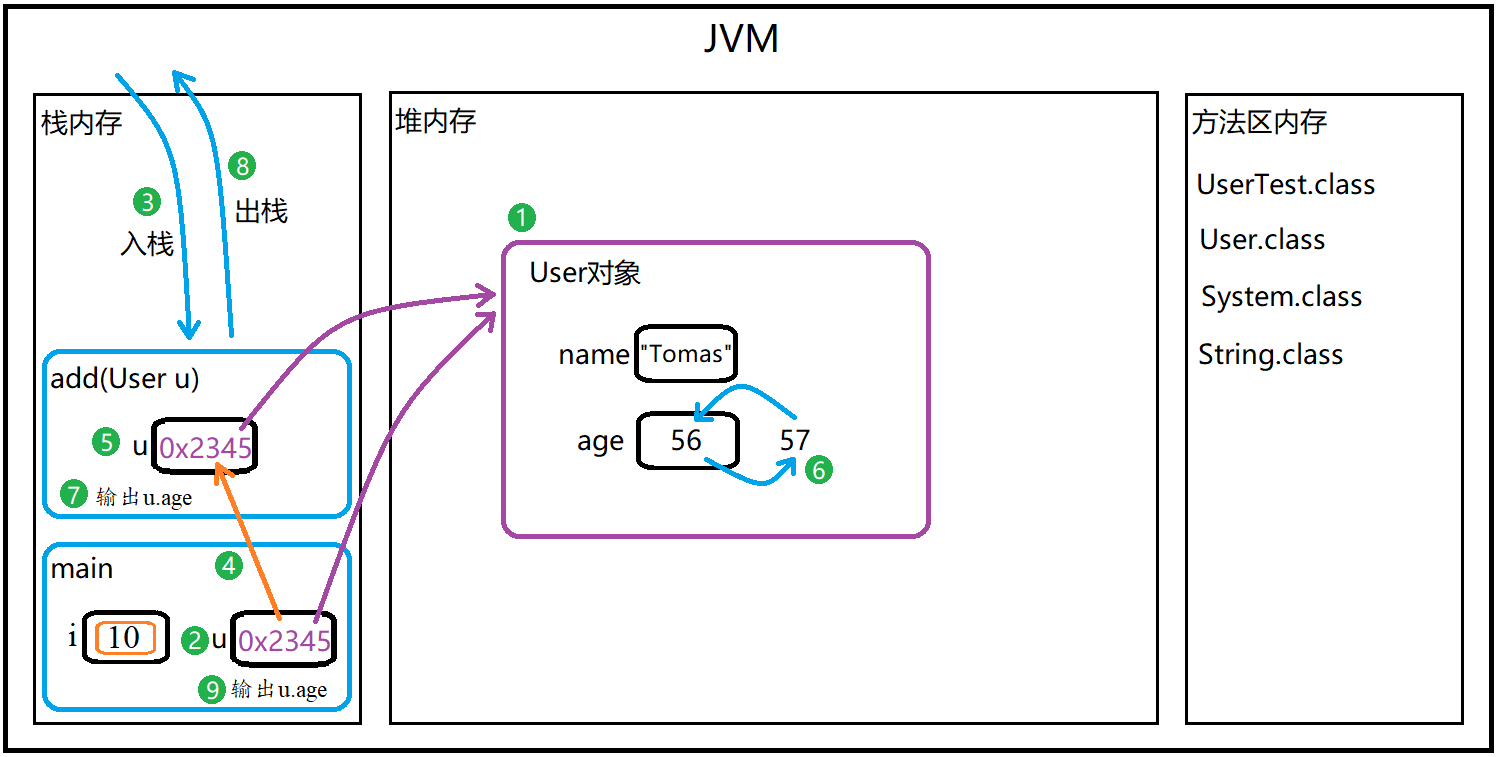 JVM
栈内存
8
3
出栈
入栈
add(User u)
5 u 0x2345
7 输出u.age
main
4
i 10 2 u 0x2345
9 输出u.age
堆内存
1
User对象
name "Tomas"
age 56 57
6
方法区内存
UserTest.class
User.class
System.class
String.class